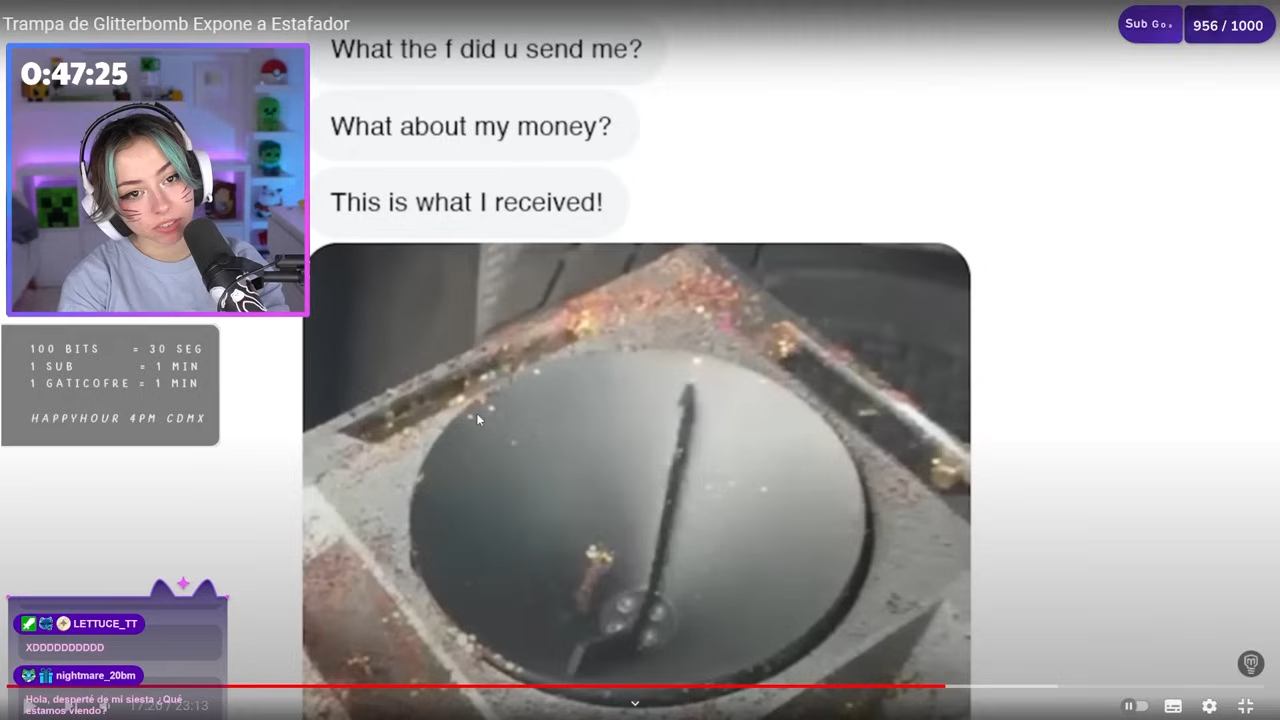 Trampa de Glitterbomb Expone a Estafador
Sub Go.
956 / 1000
0:47:25
What the f did u send me?
What about my money?
This is what I received!
100 BITS = 30 SEG
1 SUB = 1 MIN
1 GATICOFRE = 1 MIN
HAPPYHOUR 4PM CDMX
LETTUCE_TT
XDDDDDDDDDD
nightmare_20bm
Hola, desperté de mi siesta ¿Qué
estamos viendo?
/ 23:13